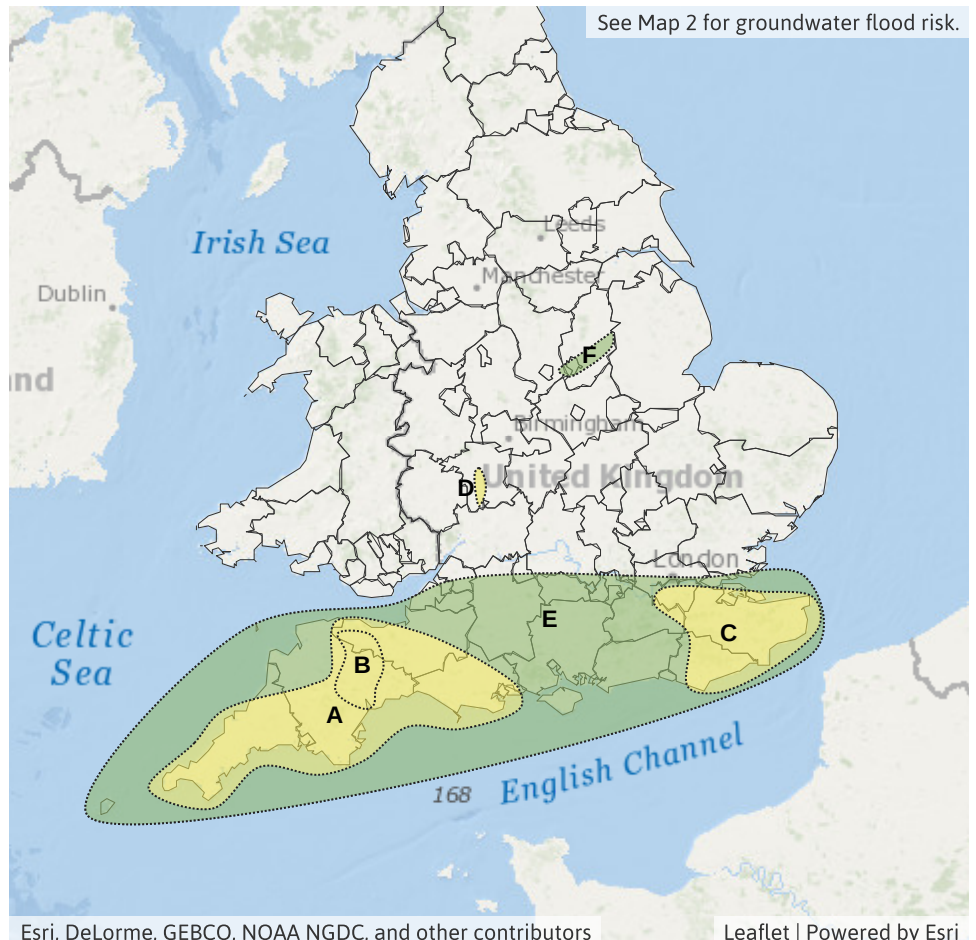 See Map 2 for groundwater flood risk.
Leeds
Irish Sea
Manchester
Dublin
F
nd
Birmingham
United Kingdom
D
London
E
Celtic
Sea
C
B
A
English Channel
168
Esri, DeLorme, GEBCO, NOAA NGDC, and other contributors
Leaflet | Powered by Esri